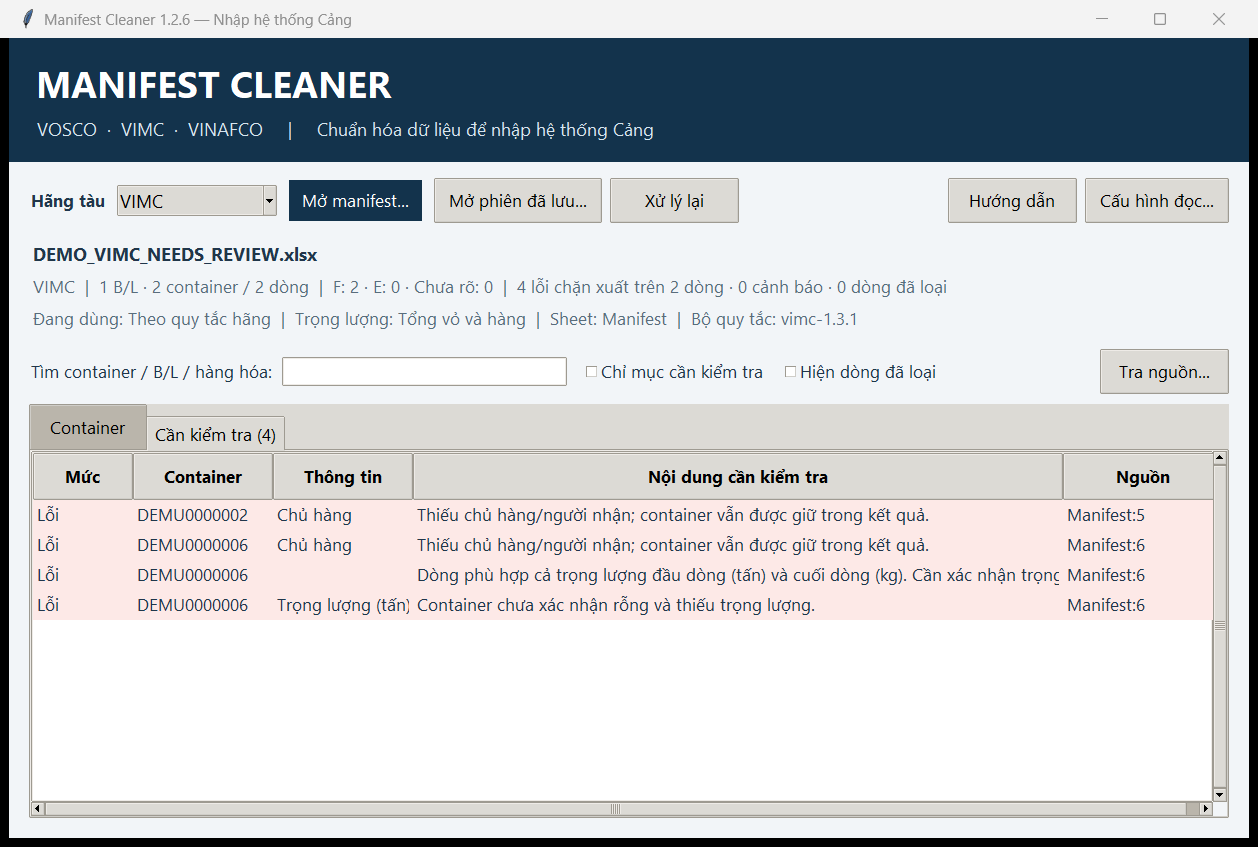 Manifest Cleaner 1.2.6 — Nhập hệ thống Cảng
MANIFEST CLEANER
VOSCO · VIMC · VINAFCO | Chuẩn hóa dữ liệu để nhập hệ thống Cảng
Hãng tàu VIMC Mở manifest... Mở phiên đã lưu... Xử lý lại Hướng dẫn Cấu hình đọc...
DEMO_VIMC_NEEDS_REVIEW.xlsx
VIMC | 1 B/L · 2 container / 2 dòng | F: 2 · E: 0 · Chưa rõ: 0 | 4 lỗi chặn xuất trên 2 dòng · 0 cảnh báo · 0 dòng đã loại
Đang dùng: Theo quy tắc hãng | Trọng lượng: Tổng vỏ và hàng | Sheet: Manifest | Bộ quy tắc: vimc-1.3.1
Tìm container / B/L / hàng hóa: Chỉ mục cần kiểm tra Hiện dòng đã loại Tra nguồn...
Container Cần kiểm tra (4)
Mức Container Thông tin Nội dung cần kiểm tra Nguồn
Lỗi DEMU0000002 Chủ hàng Thiếu chủ hàng/người nhận; container vẫn được giữ trong kết quả. Manifest:5
Lỗi DEMU0000006 Chủ hàng Thiếu chủ hàng/người nhận; container vẫn được giữ trong kết quả. Manifest:6
Lỗi DEMU0000006 Dòng phù hợp cả trọng lượng đầu dòng (tấn) và cuối dòng (kg). Cần xác nhận trọng Manifest:6
Lỗi DEMU0000006 Trọng lượng (tấn) Container chưa xác nhận rỗng và thiếu trọng lượng. Manifest:6